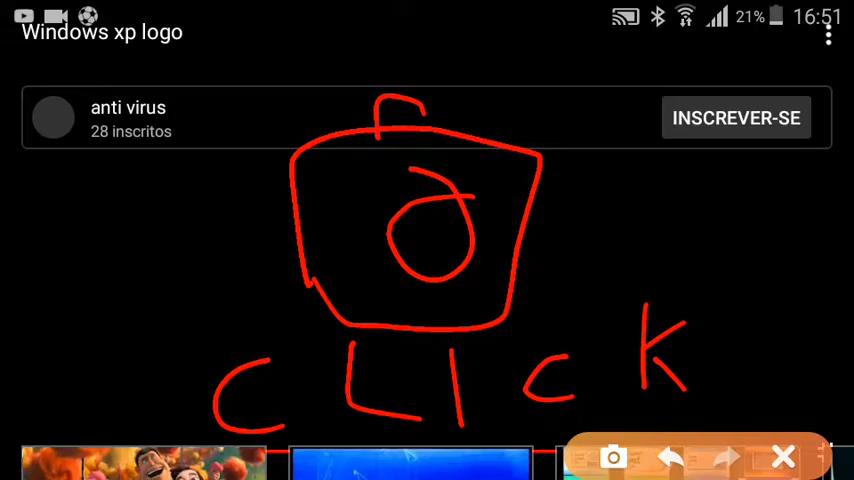 21% 16:51
Windows xp logo
anti virus
28 inscritos
INSCREVER-SE
CLIcK